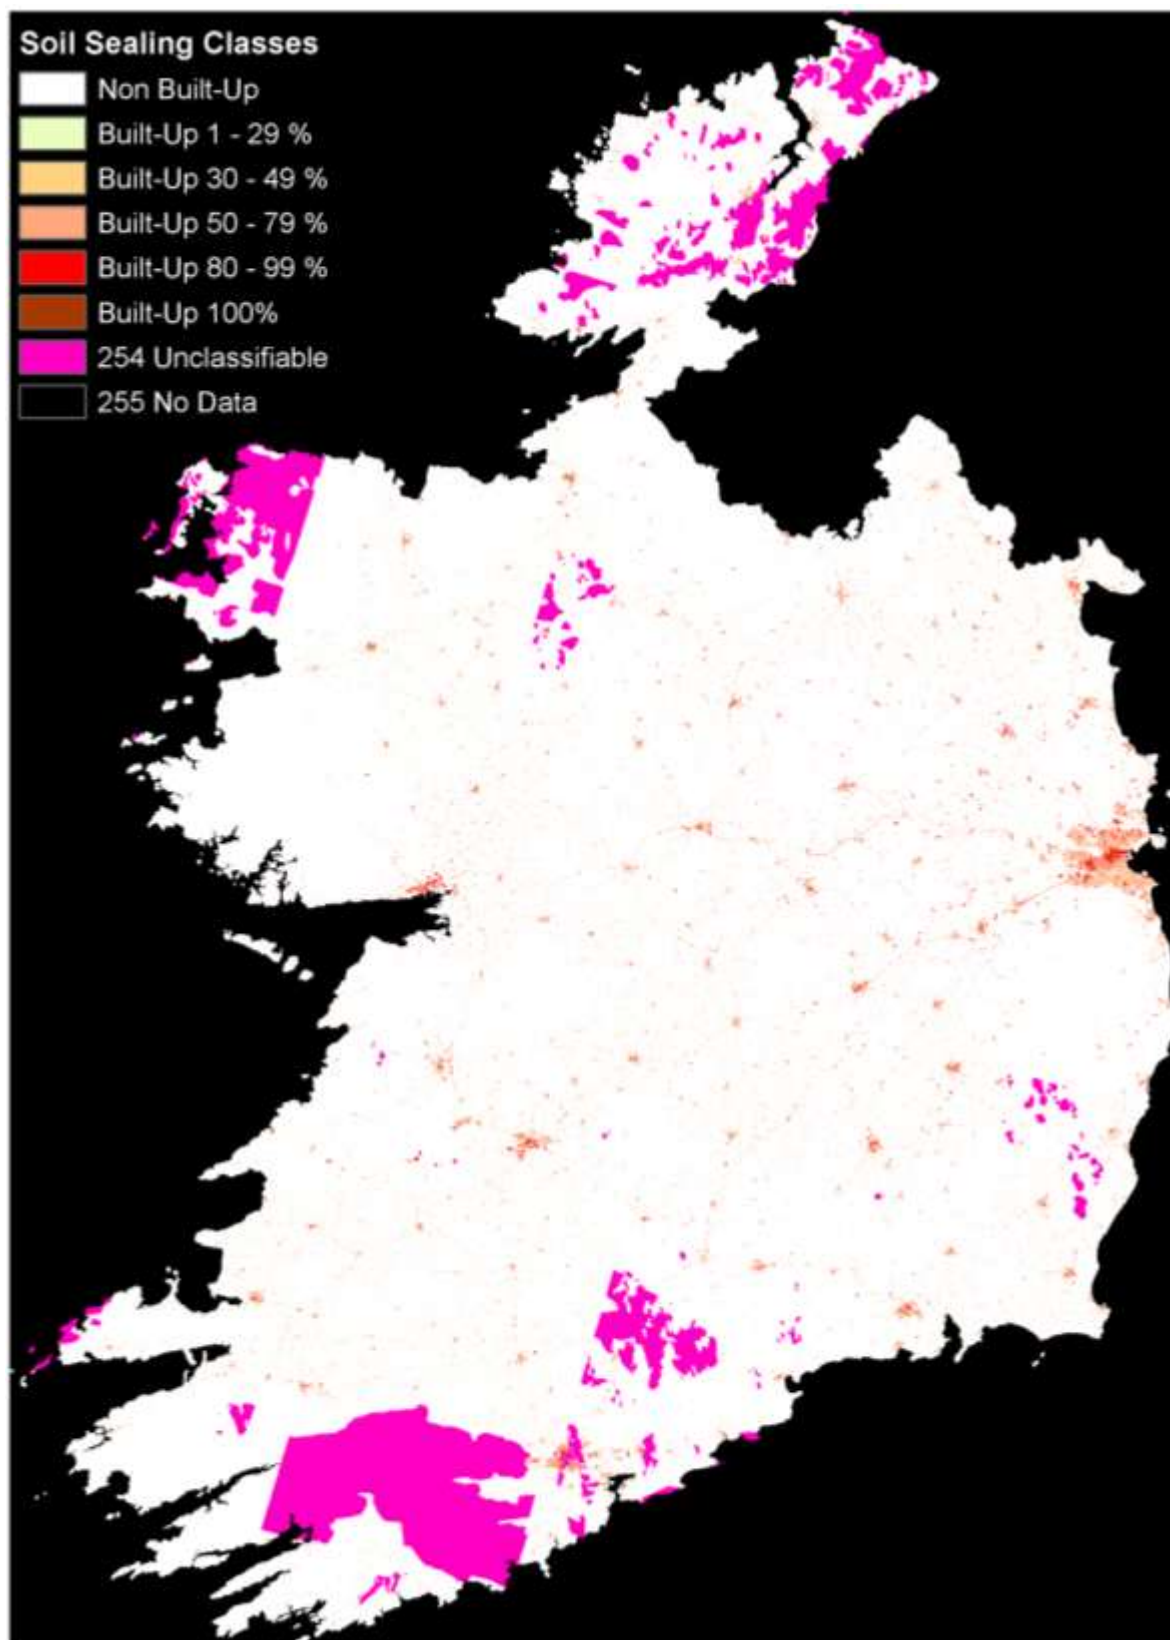 Soil Sealing Classes
Non Built-Up
Built-Up 1 - 29 %
Built-Up 30 - 49 %
Built-Up 50 - 79 %
Built-Up 80 - 99 %
Built-Up 100%
254 Unclassifiable
255 No Data